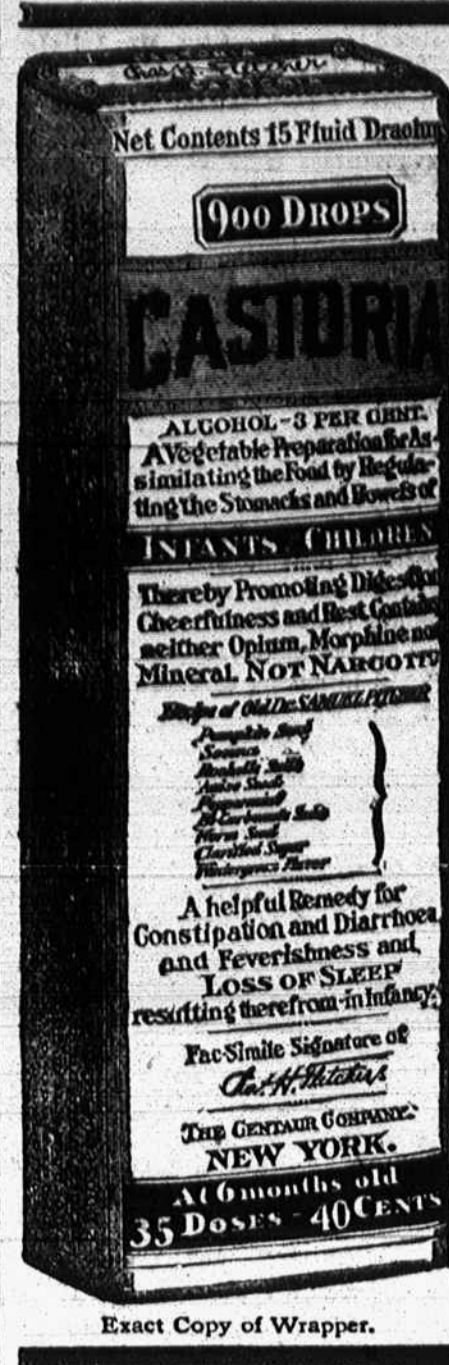 Chas. H. Fletcher
Net Contents 15 Fluid Drachm
900 DROPS
CASTORIA
ALCOHOL-3 PER CENT.
A Vegetable Preparation for As-
similating the Food by Regula-
ting the Stomachs and Bowels of
INFANTS CHILDREN
Thereby Promoting Digestion
Cheerfulness and Rest Contains
neither Opium, Morphine nor
Mineral. NOT NARCOTIC
Recipe of Old Dr. SAMUEL PITCHER
Pumpkin Seed
Senna
Rochelle Salts
Anise Seed
Peppermint
Bi-Carbonate Soda
Worm Seed
Clarified Sugar
Wintergreen Flavor
A helpful Remedy for
Constipation and Diarrhoea
and Feverishness and
LOSS OF SLEEP
resulting therefrom-in Infancy.
Fac-Simile Signature of
Chas. H. Fletcher
THE CENTAUR COMPANY.
NEW YORK.
At 6 months old
35 DOSES - 40 CENTS
Exact Copy of Wrapper.